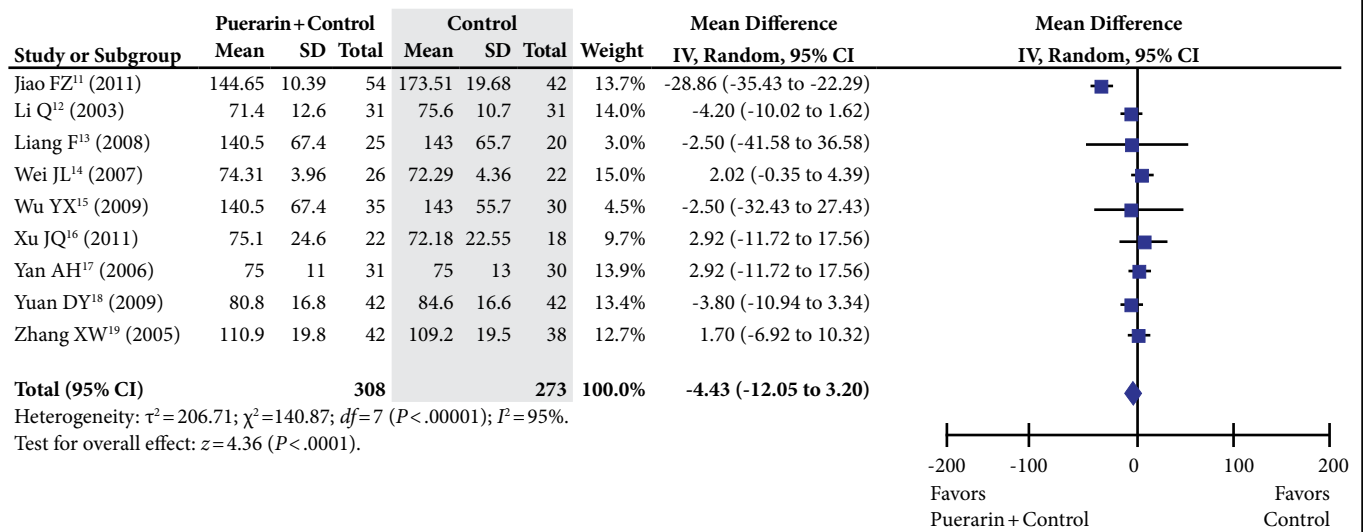 Puerarin + Control Control Mean Difference Mean Difference
Study or Subgroup Mean SD Total Mean SD Total Weight IV, Random, 95% CI IV, Random, 95% CI
Jiao FZ¹¹ (2011) 144.65 10.39 54 173.51 19.68 42 13.7% -28.86 (-35.43 to -22.29)
Li Q¹² (2003) 71.4 12.6 31 75.6 10.7 31 14.0% -4.20 (-10.02 to 1.62)
Liang F¹³ (2008) 140.5 67.4 25 143 65.7 20 3.0% -2.50 (-41.58 to 36.58)
Wei JL¹⁴ (2007) 74.31 3.96 26 72.29 4.36 22 15.0% 2.02 (-0.35 to 4.39)
Wu YX¹⁵ (2009) 140.5 67.4 35 143 55.7 30 4.5% -2.50 (-32.43 to 27.43)
Xu JQ¹⁶ (2011) 75.1 24.6 22 72.18 22.55 18 9.7% 2.92 (-11.72 to 17.56)
Yan AH¹⁷ (2006) 75 11 31 75 13 30 13.9% 2.92 (-11.72 to 17.56)
Yuan DY¹⁸ (2009) 80.8 16.8 42 84.6 16.6 42 13.4% -3.80 (-10.94 to 3.34)
Zhang XW¹⁹ (2005) 110.9 19.8 42 109.2 19.5 38 12.7% 1.70 (-6.92 to 10.32)
Total (95% CI) 308 273 100.0% -4.43 (-12.05 to 3.20)
Heterogeneity: τ² = 206.71; χ² = 140.87; df = 7 (P < .00001); I² = 95%.
Test for overall effect: z = 4.36 (P < .0001).
-200 -100 0 100 200
Favors Favors
Puerarin + Control Control